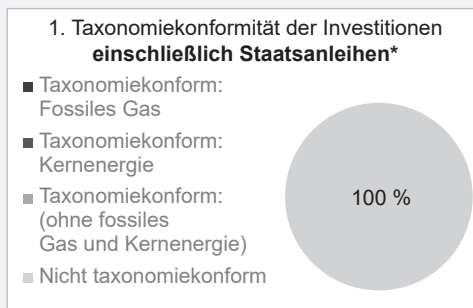 1. Taxonomiekonformität der Investitionen
einschließlich Staatsanleihen*
Taxonomiekonform:
Fossiles Gas
Taxonomiekonform:
Kernenergie
Taxonomiekonform:
(ohne fossiles
Gas und Kernenergie)
Nicht taxonomiekonform
100 %